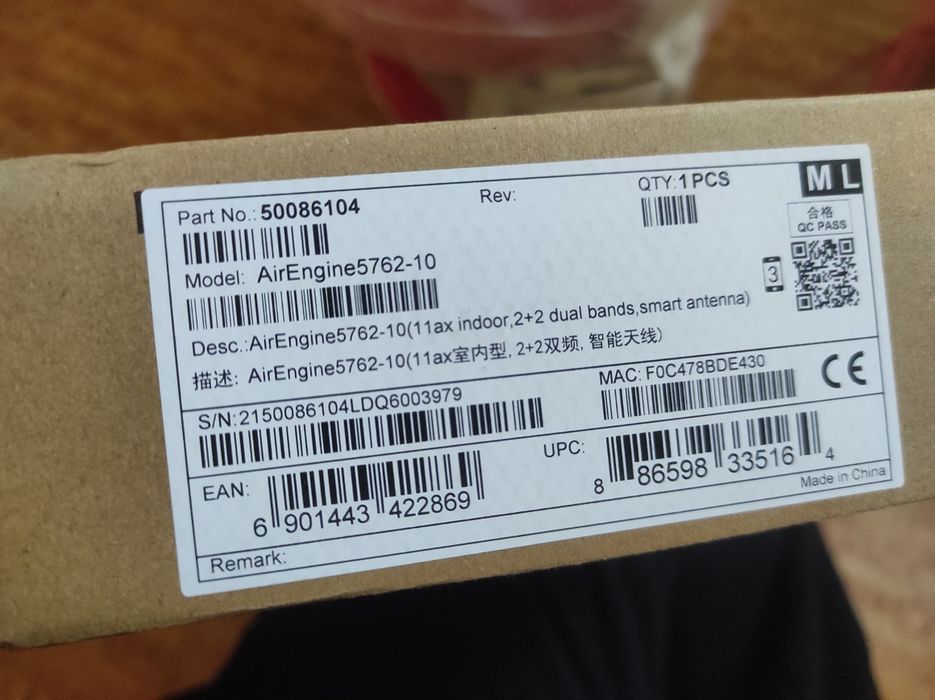 Part No.: 50086104
Rev:
QTY:1PCS
ML
合格
QC PASS
Model: AirEngine5762-10
3
Desc.:AirEngine5762-10(11ax indoor,2+2 dual bands,smart antenna)
描述: AirEngine5762-10(11ax室内型, 2+2双频, 智能天线)
S/N:2150086104LDQ6003979
MAC: F0C478BDE430
CE
EAN:
6 901443 422869
UPC:
8 86598 33516 4
Made in China
Remark: